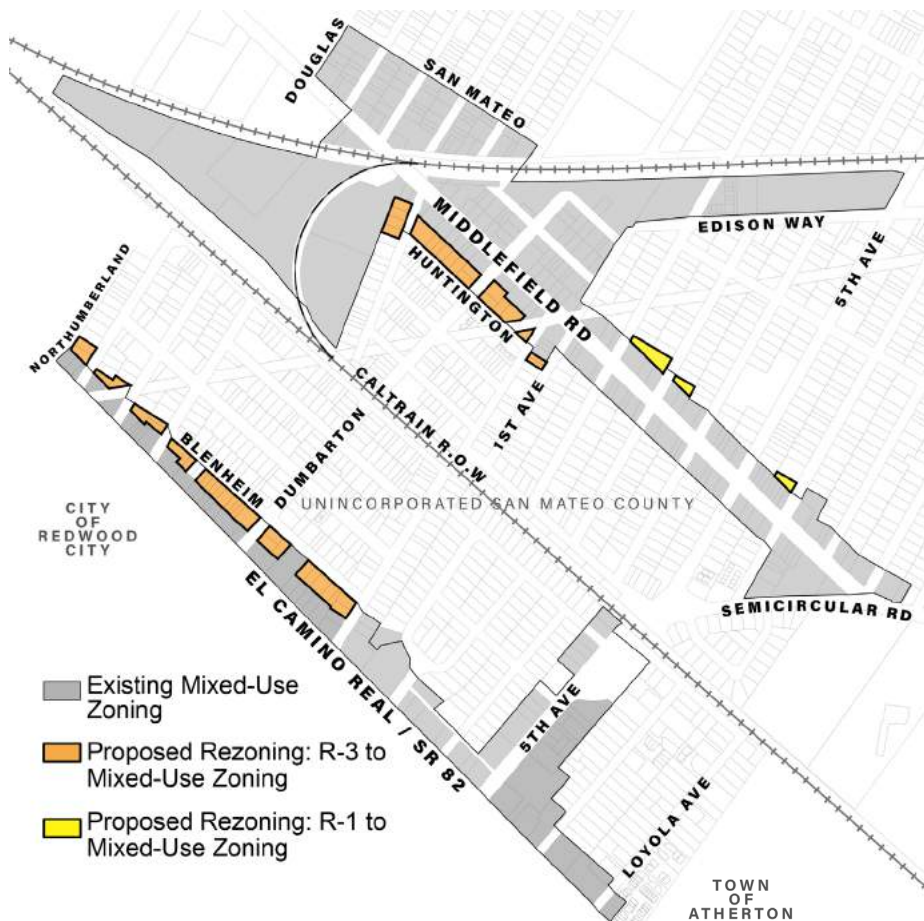 DOUGLAS
SAN MATEO
MIDDLEFIELD RD
HUNTINGTON
EDISON WAY
5TH AVE
NORTHUMBERLAND
CALTRAIN R.O.W
1ST AVE
BLENHEIM
DUMBARTON
UNINCORPORATED SAN MATEO COUNTY
CITY
OF
REDWOOD
CITY
EL CAMINO REAL / SR 82
SEMICIRCULAR RD
5TH AVE
LOYOLA AVE
TOWN
OF
ATHERTON
Existing Mixed-Use
Zoning
Proposed Rezoning: R-3 to
Mixed-Use Zoning
Proposed Rezoning: R-1 to
Mixed-Use Zoning